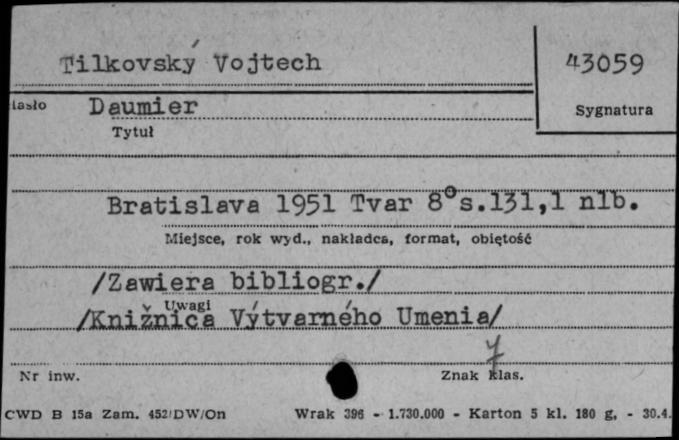 Tilkovský Vojtech
43059
Sygnatura
iasło
Daumier
Tytuł
Bratislava 1951 Tvar 8° s.131,1 nlb.
Miejsce, rok wyd., nakładca, format, objętość
/Zawiera bibliogr./
Uwagi
/Knižnica Výtvarného Umenia/
Nr inw.
Znak klas.
CWD B 15a Zam. 452/DW/On
Wrak 396 - 1.730.000 - Karton 5 kl. 180 g, - 30.4.